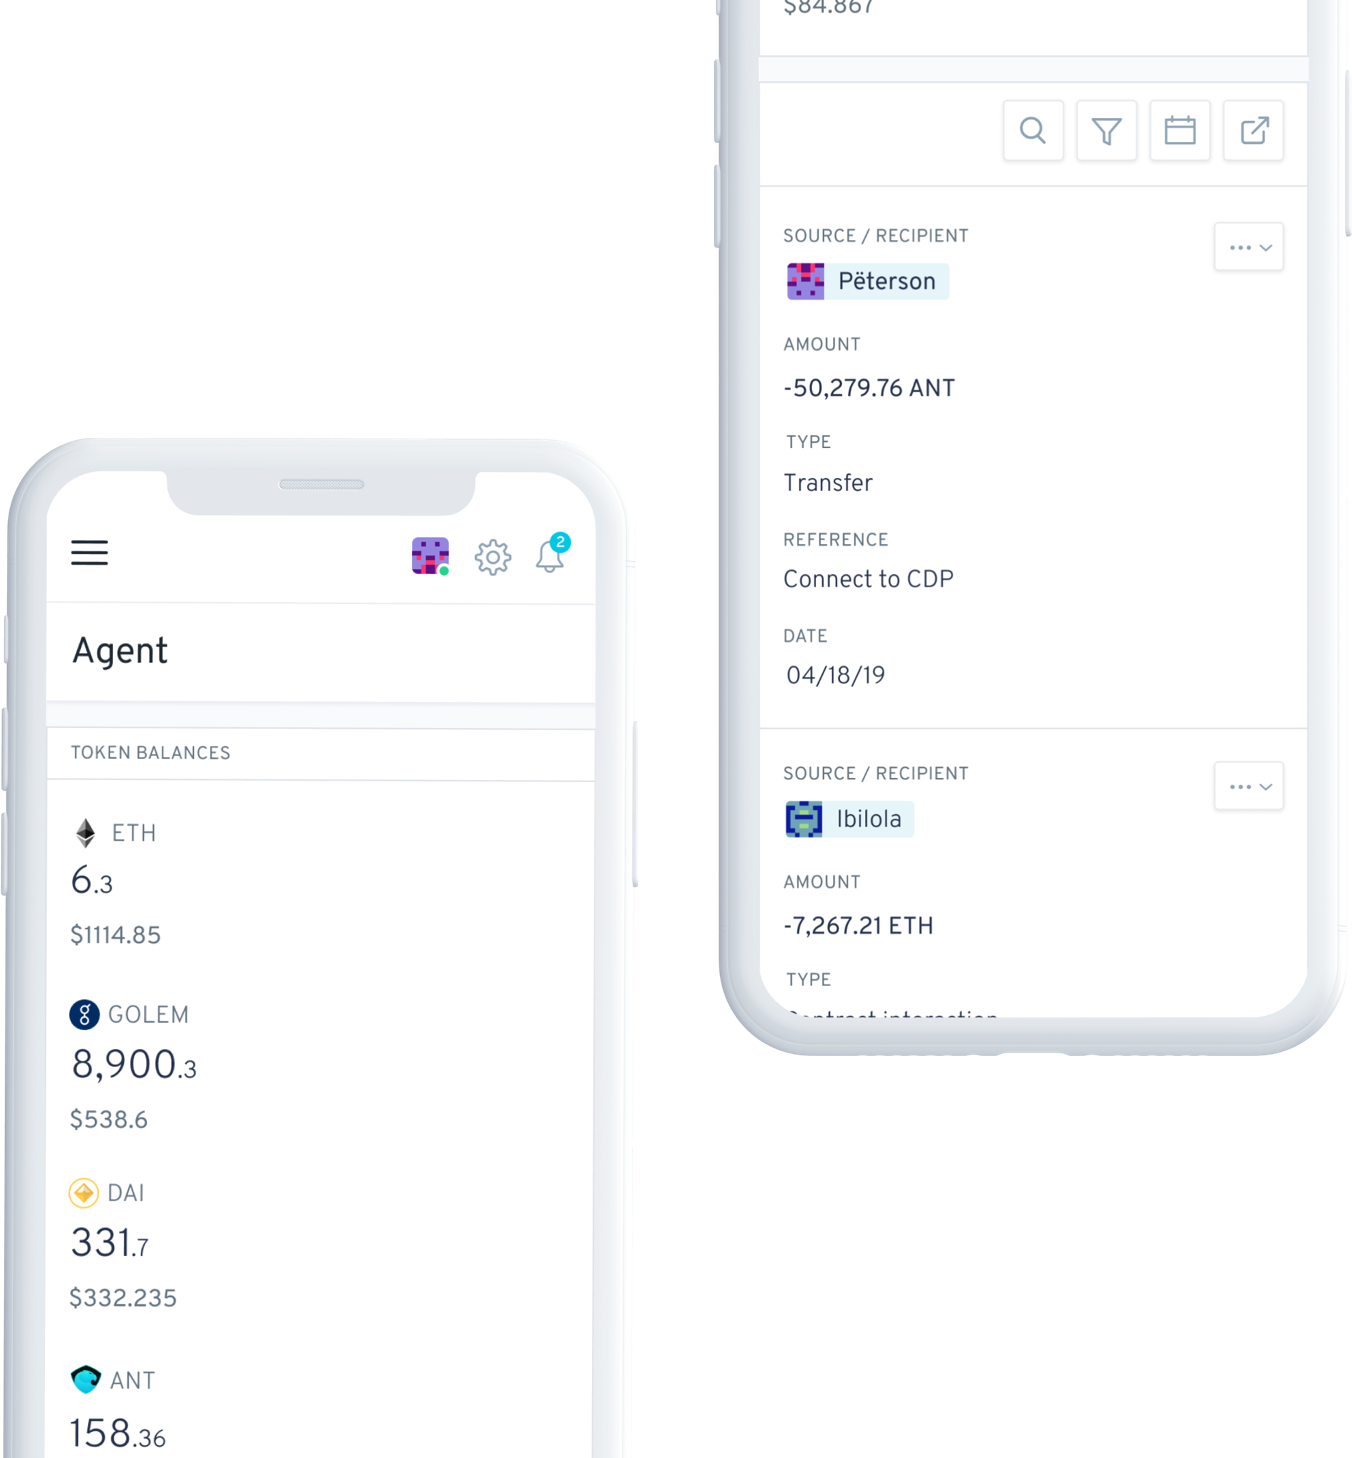 2
Agent
TOKEN BALANCES
ETH
6.3
$1114.85
GOLEM
8,900.3
$538.6
DAI
331.7
$332.235
ANT
158.36
$84.867
SOURCE / RECIPIENT
Pëterson
AMOUNT
-50,279.76 ANT
TYPE
Transfer
REFERENCE
Connect to CDP
DATE
04/18/19
SOURCE / RECIPIENT
Ibilola
AMOUNT
-7,267.21 ETH
TYPE
Contract interaction